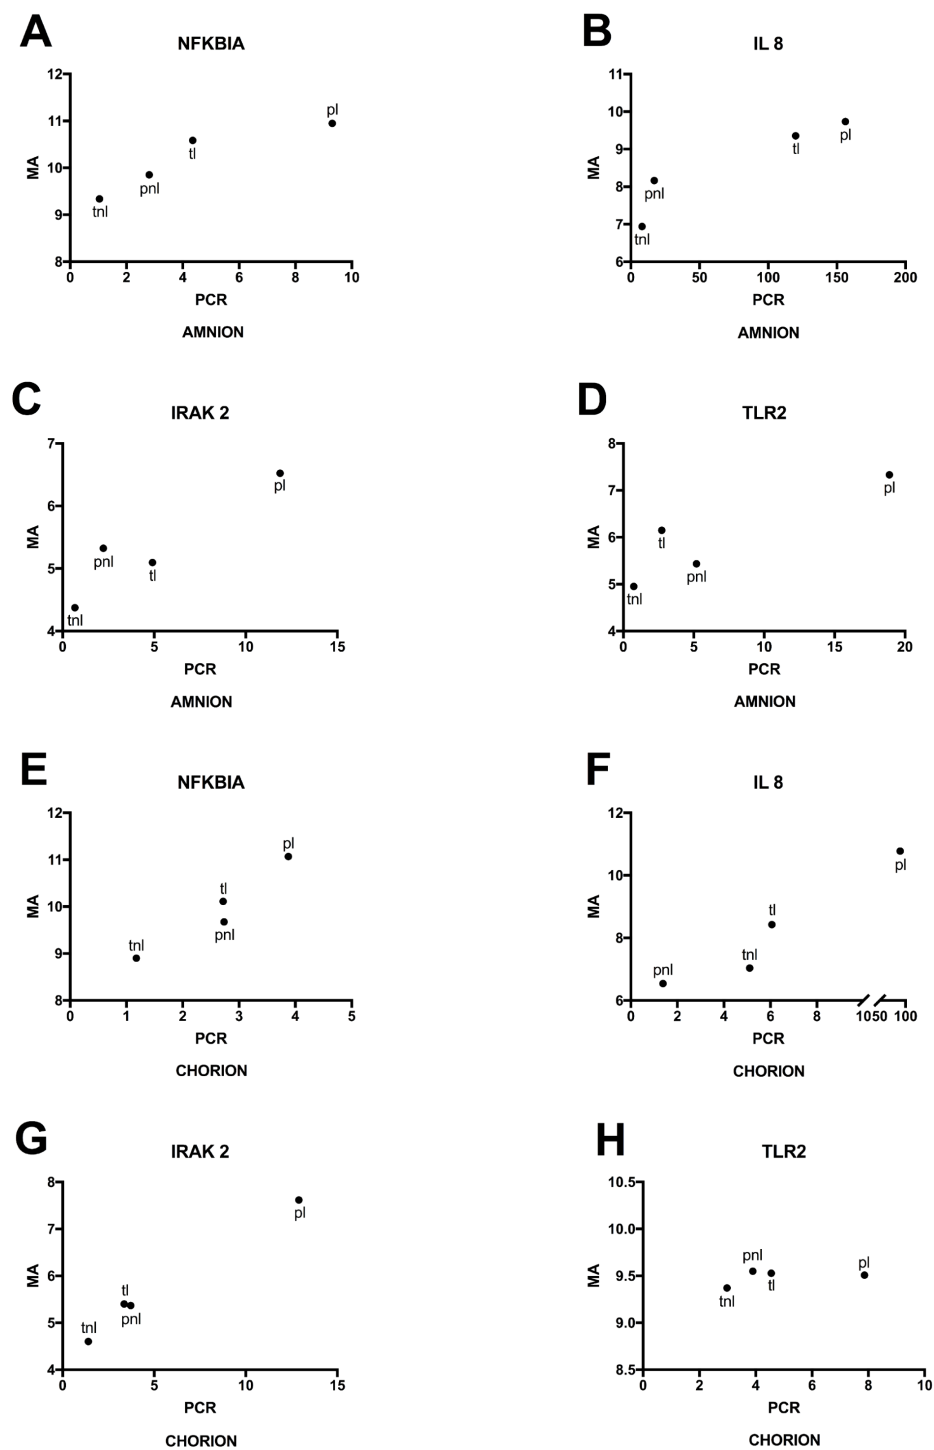 A
NFKBIA
12
11
10
9
8
MA
pl
tl
pnl
tnl
0 2 4 6 8 10
PCR
AMNION
B
IL 8
11
10
9
8
7
6
MA
pl
tl
pnl
tnl
0 50 100 150 200
PCR
AMNION
C
IRAK 2
7
6
5
4
MA
pl
pnl
tl
tnl
0 5 10 15
PCR
AMNION
D
TLR2
8
7
6
5
4
MA
pl
tl
pnl
tnl
0 5 10 15 20
PCR
AMNION
E
NFKBIA
12
11
10
9
8
MA
pl
tl
pnl
tnl
0 1 2 3 4 5
PCR
CHORION
F
IL 8
12
10
8
6
MA
pl
tl
tnl
pnl
0 2 4 6 8 10 50 100
PCR
CHORION
G
IRAK 2
8
7
6
5
4
MA
pl
tl
pnl
tnl
0 5 10 15
PCR
CHORION
H
TLR2
10.5
10.0
9.5
9.0
8.5
MA
pnl
pl
tl
tnl
0 2 4 6 8 10
PCR
CHORION